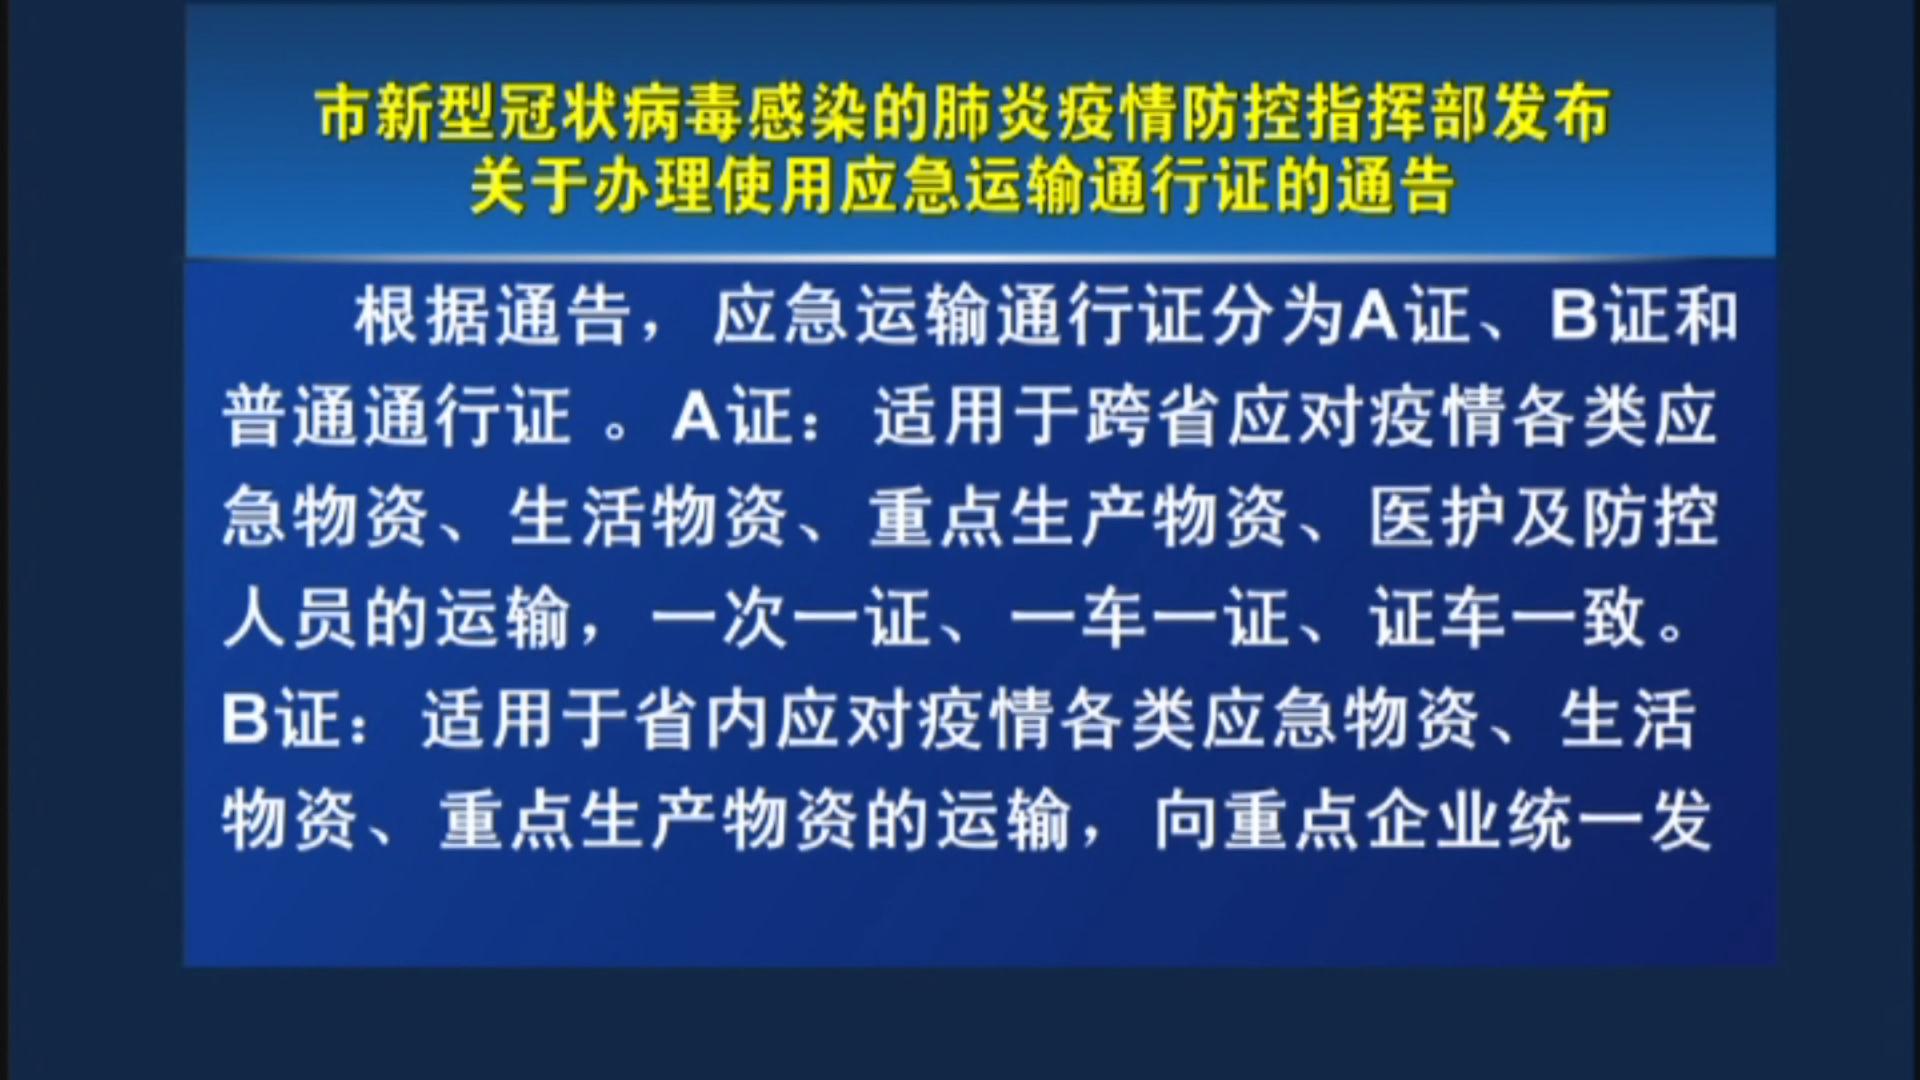 市新型冠状病毒感染的肺炎疫情防控指挥部发布
关于办理使用应急运输通行证的通告
根据通告，应急运输通行证分为A证、B证和
普通通行证。A证：适用于跨省应对疫情各类应
急物资、生活物资、重点生产物资、医护及防控
人员的运输，一次一证、一车一证、证车一致。
B证：适用于省内应对疫情各类应急物资、生活
物资、重点生产物资的运输，向重点企业统一发